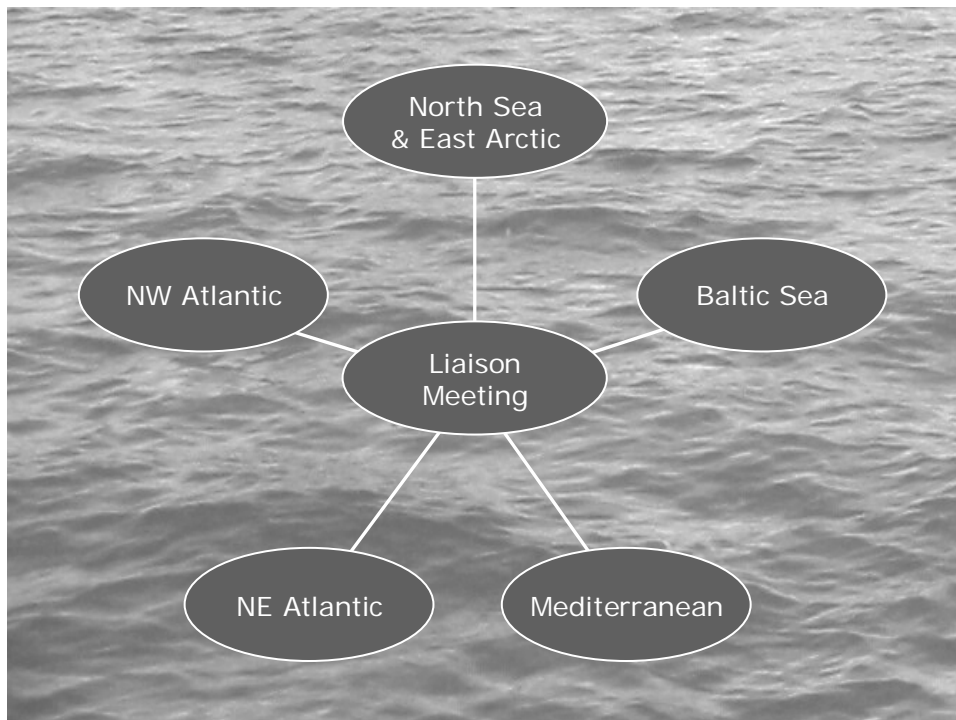 North Sea
& East Arctic
NW Atlantic
Baltic Sea
Liaison
Meeting
NE Atlantic
Mediterranean